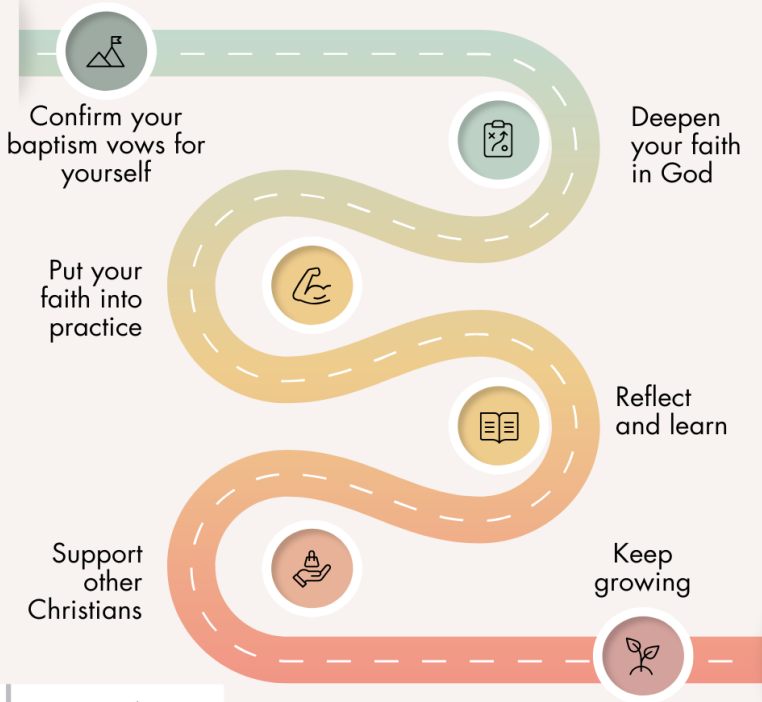 Confirm your
baptism vows for
yourself
Deepen
your faith
in God
Put your
faith into
practice
Reflect
and learn
Support
other
Christians
Keep
growing